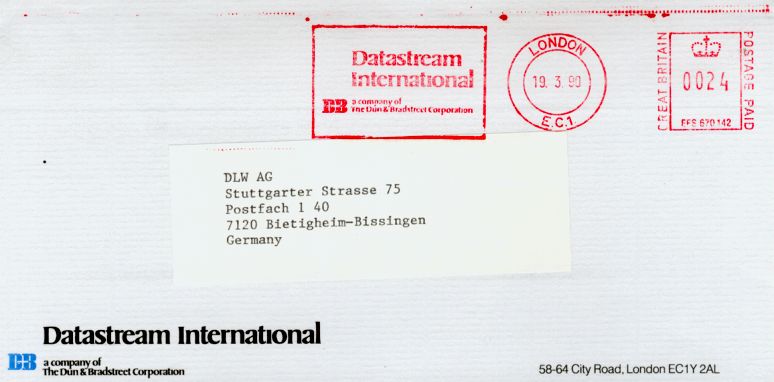 Datastream
International
DB a company of
The Dun & Bradstreet Corporation
LONDON
19. 3. 90
E.C.1.
GREAT BRITAIN
0024
POSTAGE PAID
DLW AG
Stuttgarter Strasse 75
Postfach 1 40
7120 Bietigheim-Bissingen
Germany
Datastream International
DB a company of
The Dun & Bradstreet Corporation
58-64 City Road, London EC1Y 2AL